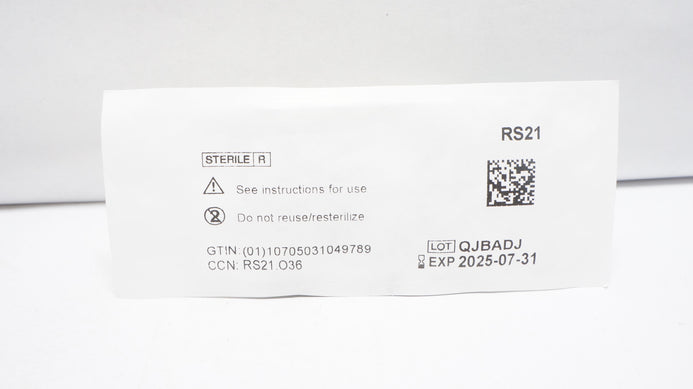 RS21
STERILE R
See instructions for use
Do not reuse/resterilize
GTIN: (01)10705031049789
CCN: RS21.O36
LOT QJBADJ
EXP 2025-07-31